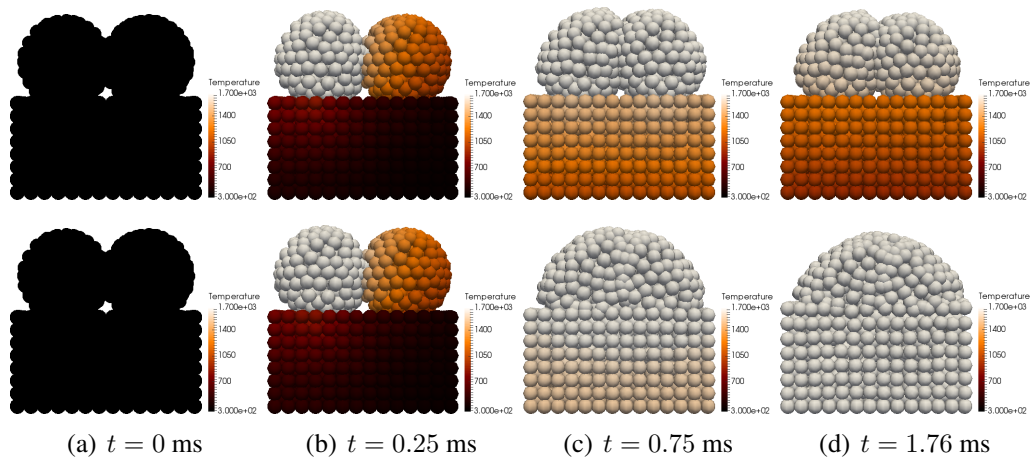 Temperature
1.700e+03
1400
1050
700
3.000e+02
Temperature
1.700e+03
1400
1050
700
3.000e+02
Temperature
1.700e+03
1400
1050
700
3.000e+02
Temperature
1.700e+03
1400
1050
700
3.000e+02
Temperature
1.700e+03
1400
1050
700
3.000e+02
Temperature
1.700e+03
1400
1050
700
3.000e+02
Temperature
1.700e+03
1400
1050
700
3.000e+02
Temperature
1.700e+03
1400
1050
700
3.000e+02
(a) t = 0 ms
(b) t = 0.25 ms
(c) t = 0.75 ms
(d) t = 1.76 ms